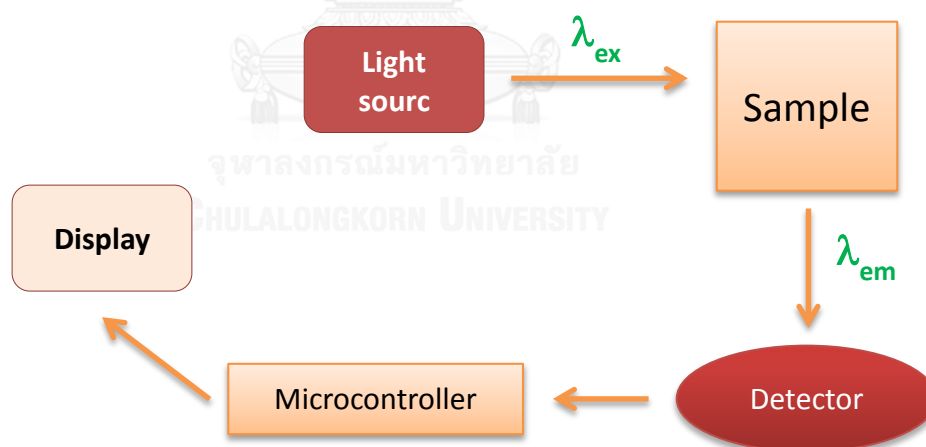 Light
sourc
λex
Sample
จุฬาลงกรณ์มหาวิทยาลัย
CHULALONGKORN UNIVERSITY
Display
λem
Microcontroller
Detector